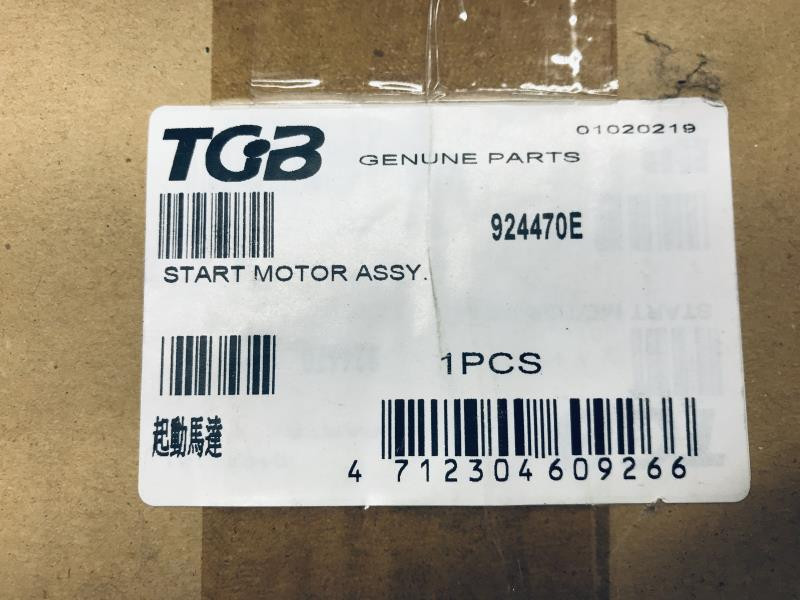 TGB
01020219
GENUNE PARTS
924470E
START MOTOR ASSY.
1PCS
起動馬達
4 712304 609266